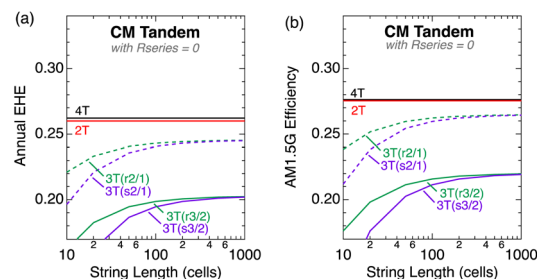 (a)
CM Tandem
with Rseries = 0
Annual EHE
0.30
0.25
0.20
4T
2T
3T(r2/1)
3T(s2/1)
3T(r3/2)
3T(s3/2)
10 2 4 6 100 2 4 6 1000
String Length (cells)
(b)
CM Tandem
with Rseries = 0
AM1.5G Efficiency
0.30
0.25
0.20
4T
2T
3T(r2/1)
3T(s2/1)
3T(r3/2)
3T(s3/2)
10 2 4 6 100 2 4 6 1000
String Length (cells)